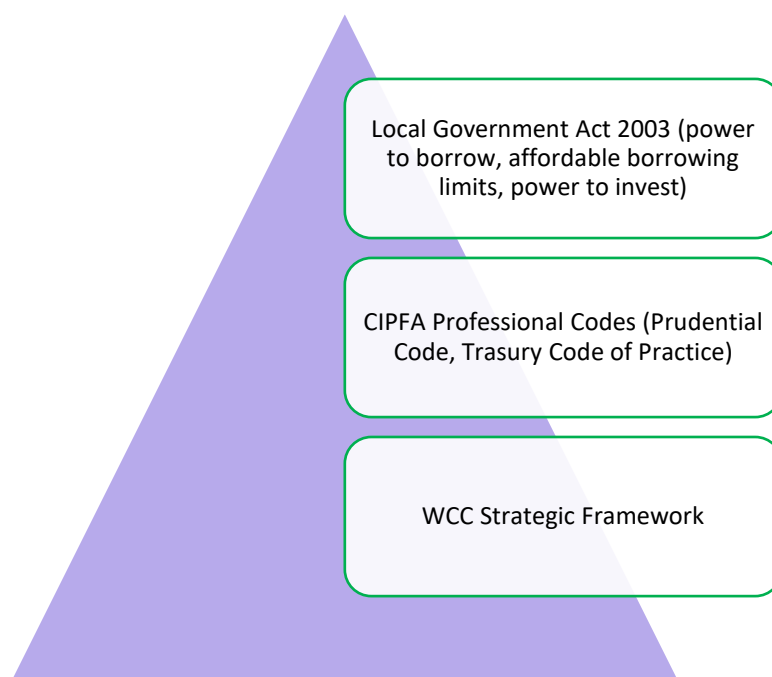 Local Government Act 2003 (power
to borrow, affordable borrowing
limits, power to invest)
CIPFA Professional Codes (Prudential
Code, Trasury Code of Practice)
WCC Strategic Framework